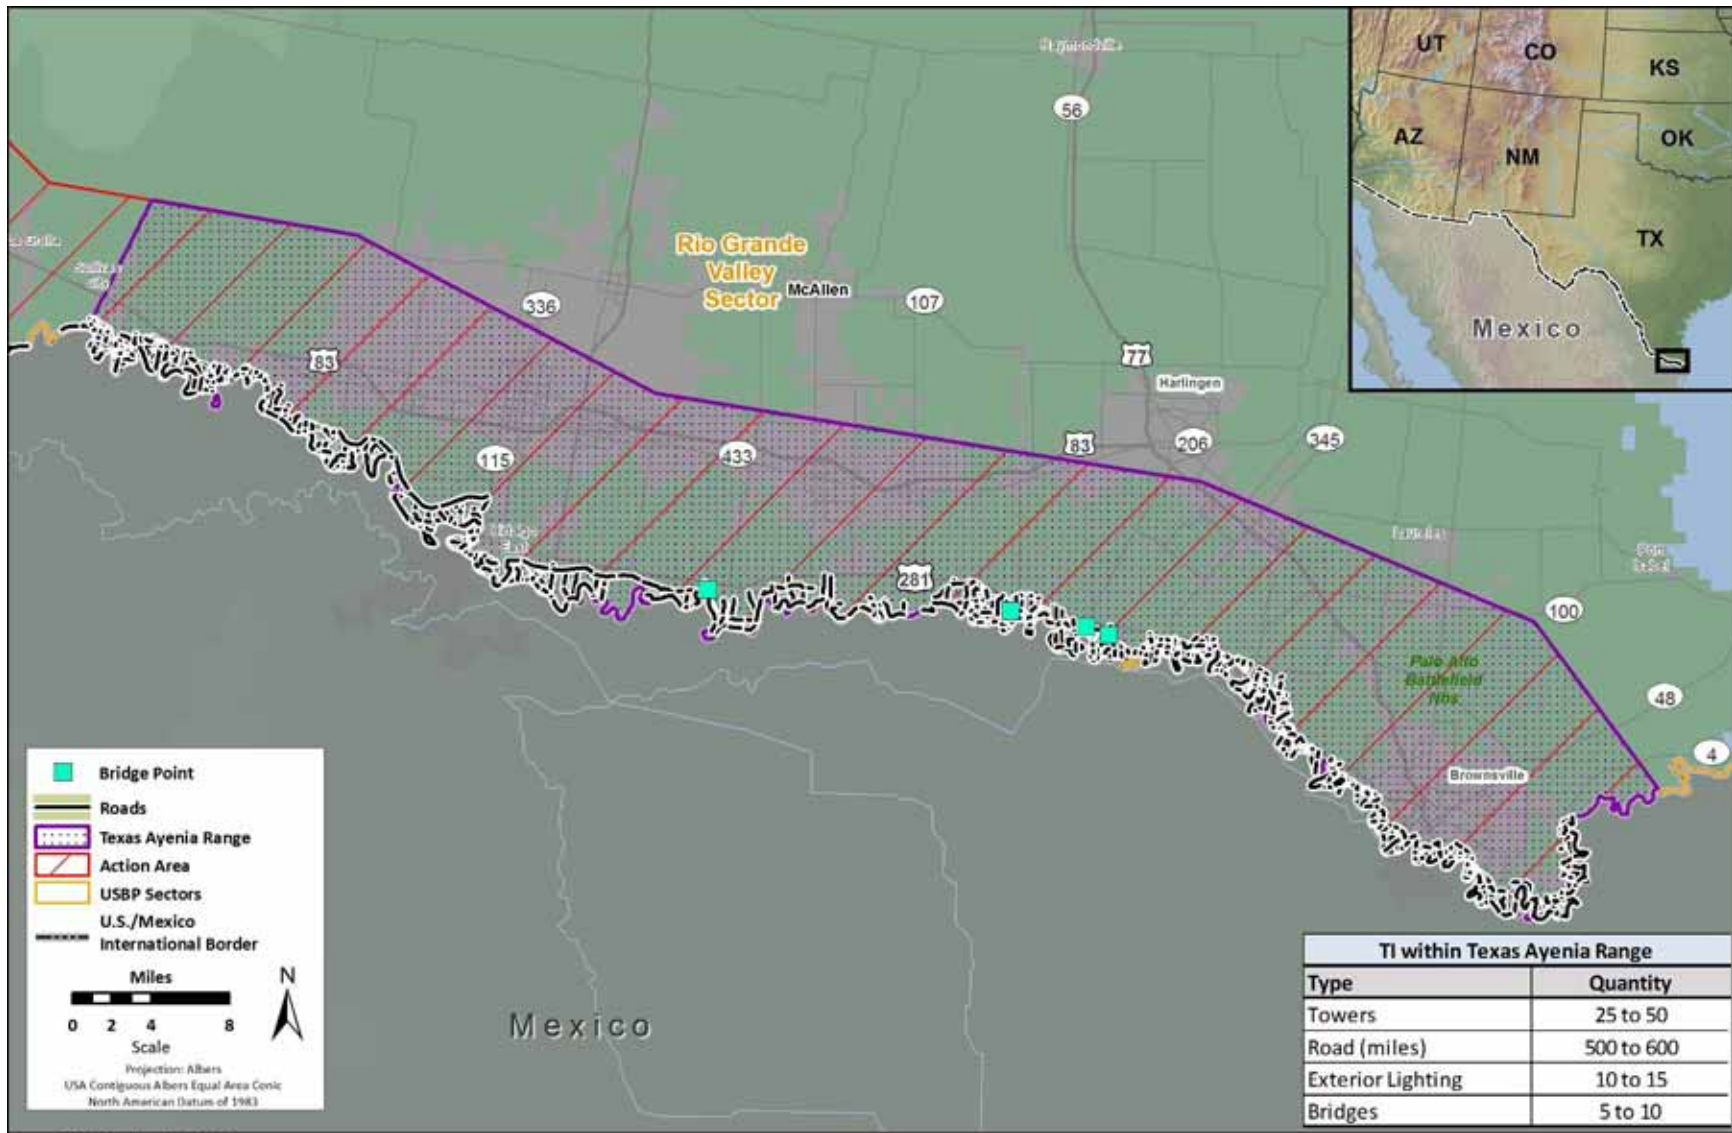 Raymondville
56
Rio Grande
Valley
Sector
McAllen
336
107
77
83
Harlingen
83
206
345
115
433
281
100
Palo Alto
Battlefield
Nhs
48
4
Brownsville
Mexico
UT
CO
KS
AZ
NM
OK
TX
Mexico
Bridge Point
Roads
Texas Ayenia Range
Action Area
USBP Sectors
U.S./Mexico
International Border
Miles
0 2 4 8
Scale
N
Projection: Albers
USA Contiguous Albers Equal Area Conic
North American Datum of 1983
TI within Texas Ayenia Range
Type Quantity
Towers 25 to 50
Road (miles) 500 to 600
Exterior Lighting 10 to 15
Bridges 5 to 10